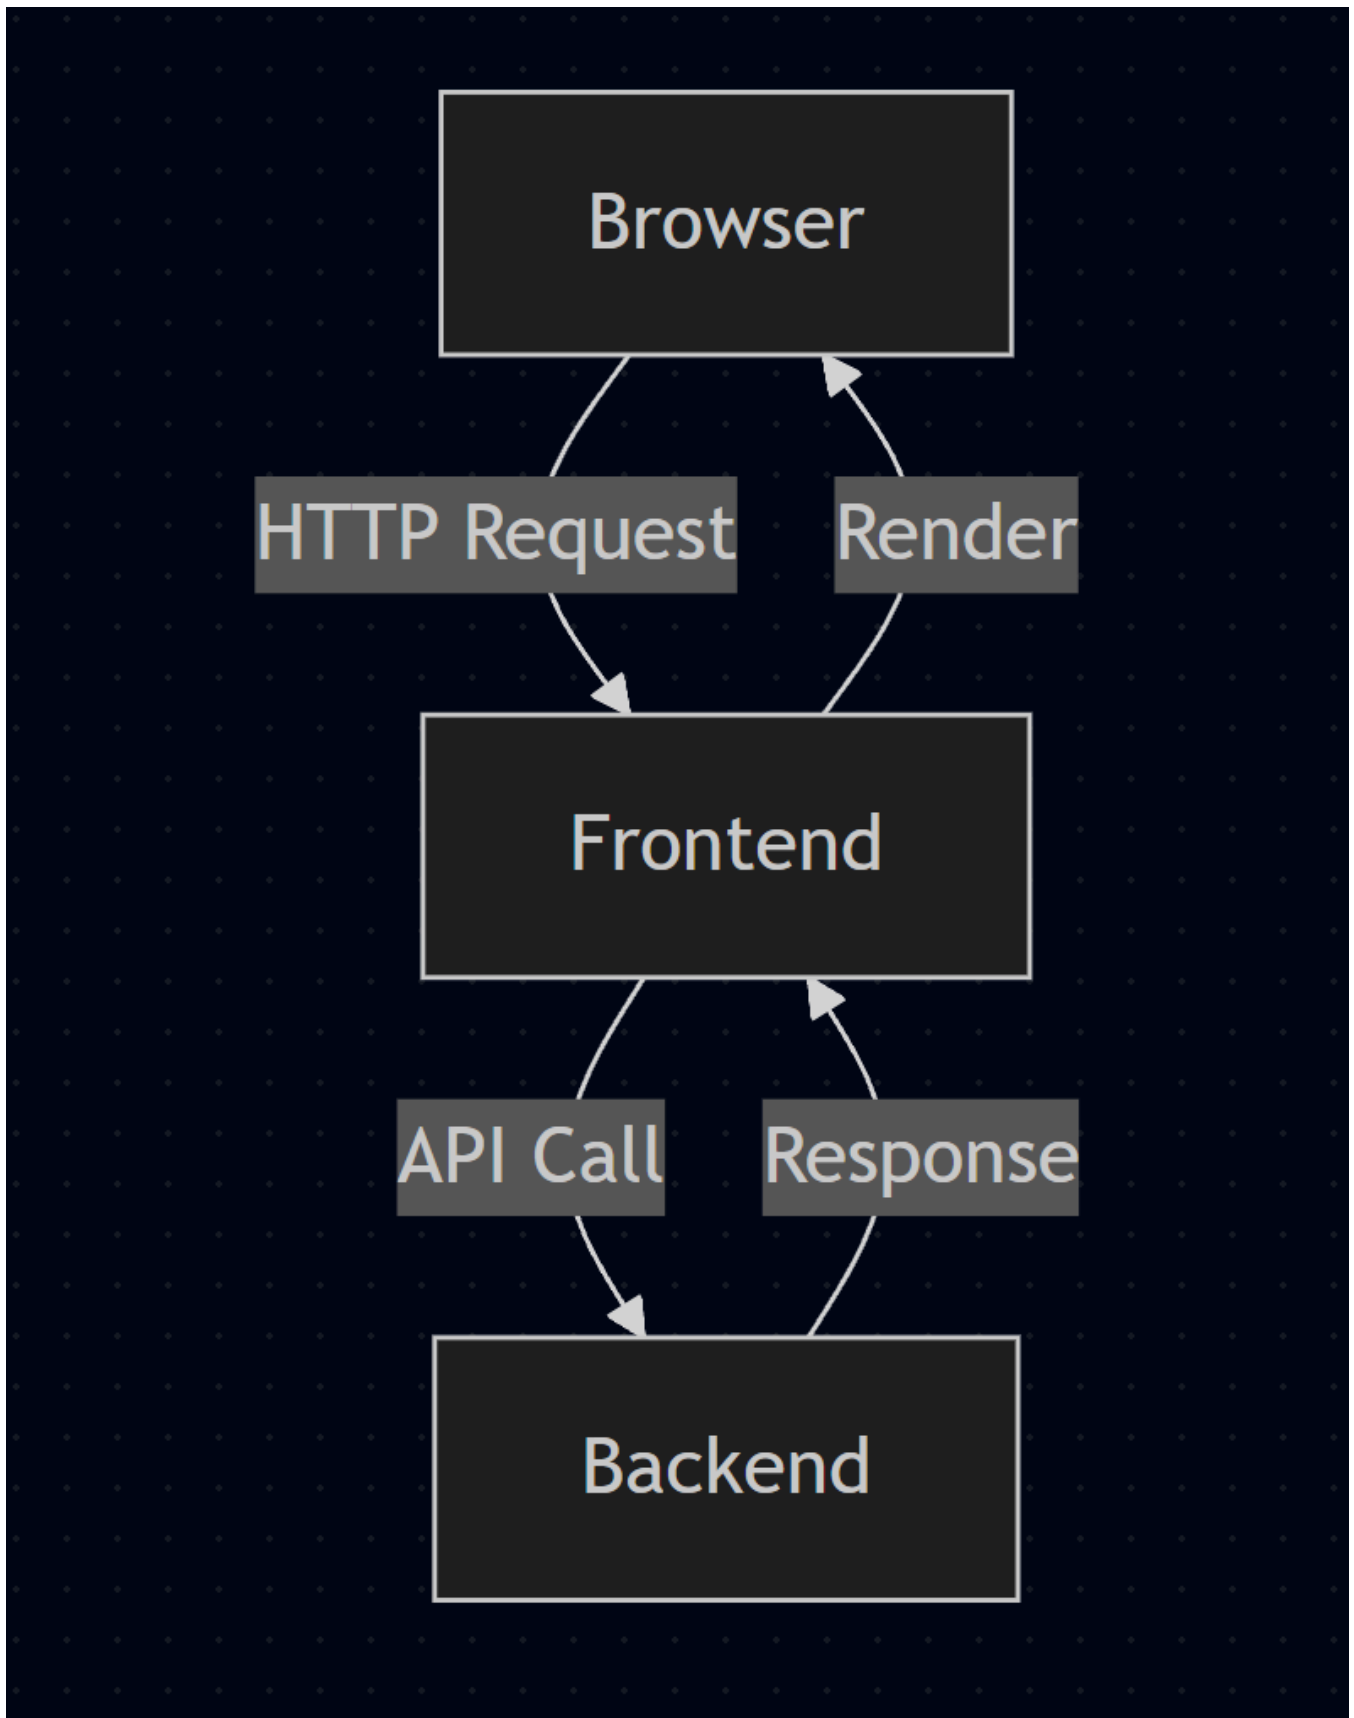 Browser
HTTP Request
Render
Frontend
API Call
Response
Backend